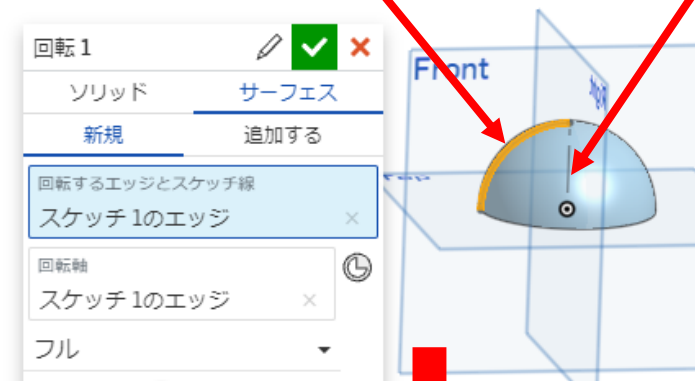 回転 1
ソリッド
サーフェス
新規
追加する
回転するエッジとスケッチ線
スケッチ 1のエッジ
回転軸
スケッチ 1のエッジ
フル
Front
Right
Top